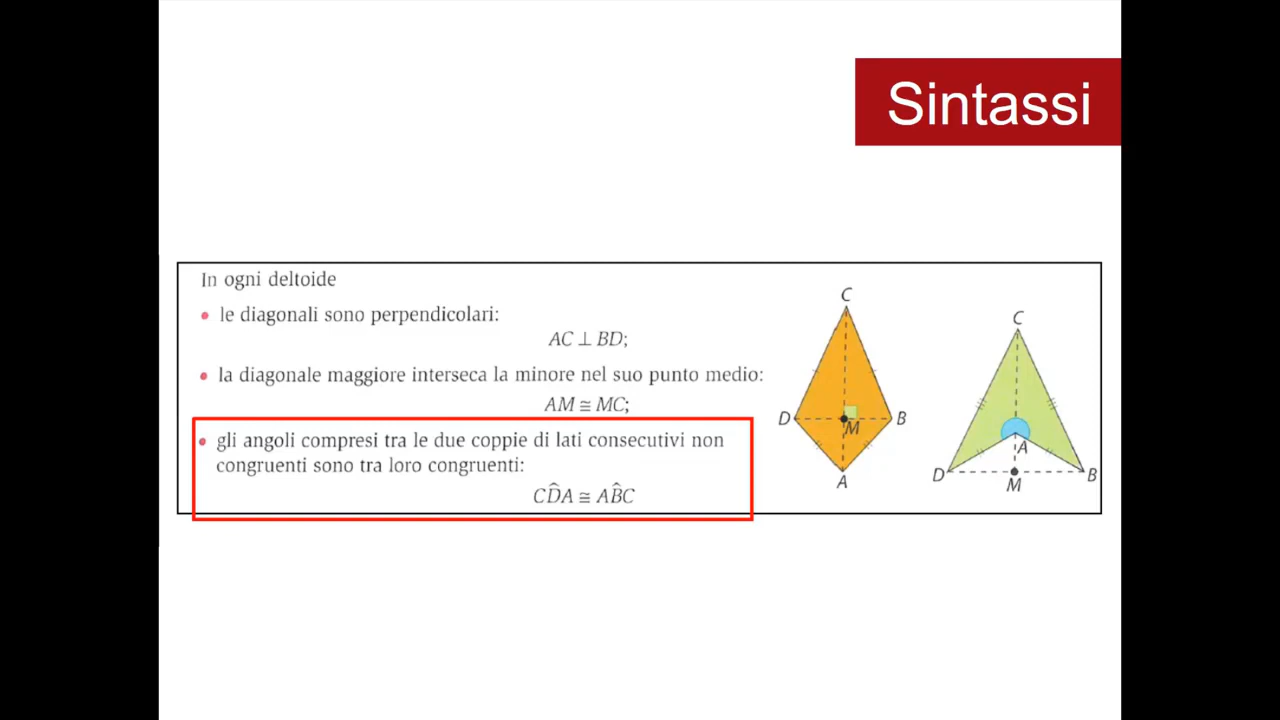 Sintassi
In ogni deltoide
• le diagonali sono perpendicolari:
AC ⊥ BD;
• la diagonale maggiore interseca la minore nel suo punto medio:
AM ≅ MC;
• gli angoli compresi tra le due coppie di lati consecutivi non
congruenti sono tra loro congruenti:
CD̂A ≅ AB̂C
C
D
M
B
A
C
A
D
M
B